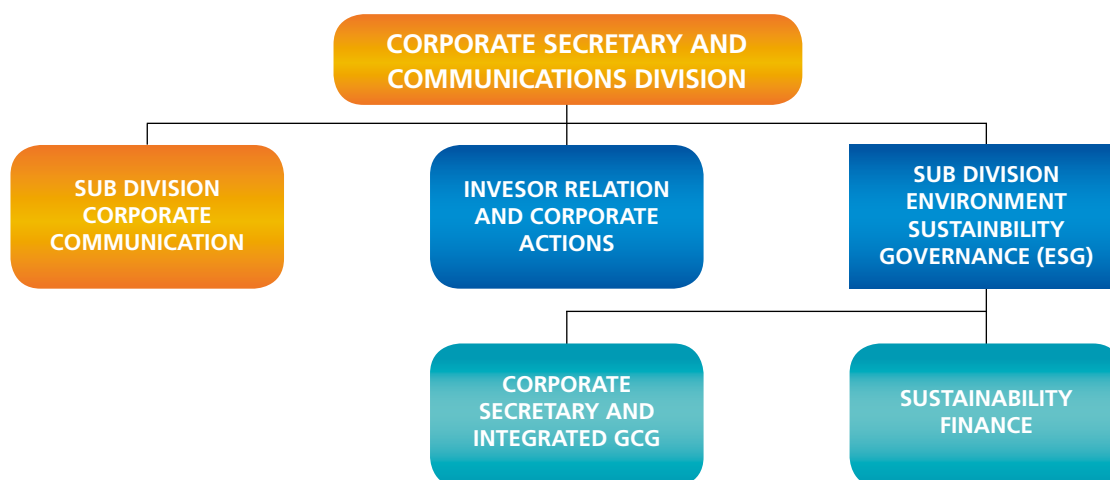 CORPORATE SECRETARY AND
COMMUNICATIONS DIVISION
SUB DIVISION
CORPORATE
COMMUNICATION
INVESOR RELATION
AND CORPORATE
ACTIONS
SUB DIVISION
ENVIRONMENT
SUSTAINBILITY
GOVERNANCE (ESG)
CORPORATE
SECRETARY AND
INTEGRATED GCG
SUSTAINABILITY
FINANCE